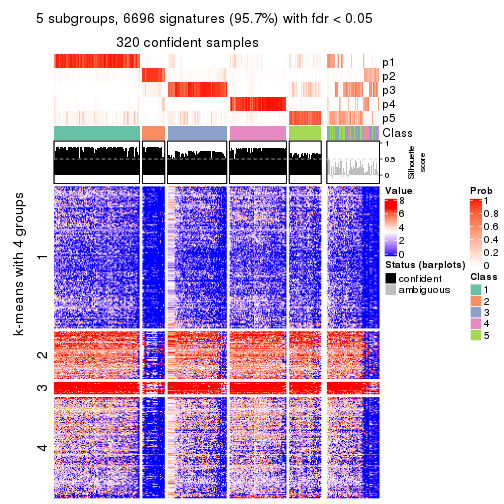 5 subgroups, 6696 signatures (95.7%) with fdr < 0.05
320 confident samples
p1
p2
p3
p4
p5
Class
1
0.5
0
Silhouette
score
k-means with 4 groups
1
2
3
4
Value
8
6
4
2
0
Status (barplots)
confident
ambiguous
Prob
1
0.8
0.6
0.4
0.2
0
Class
1
2
3
4
5